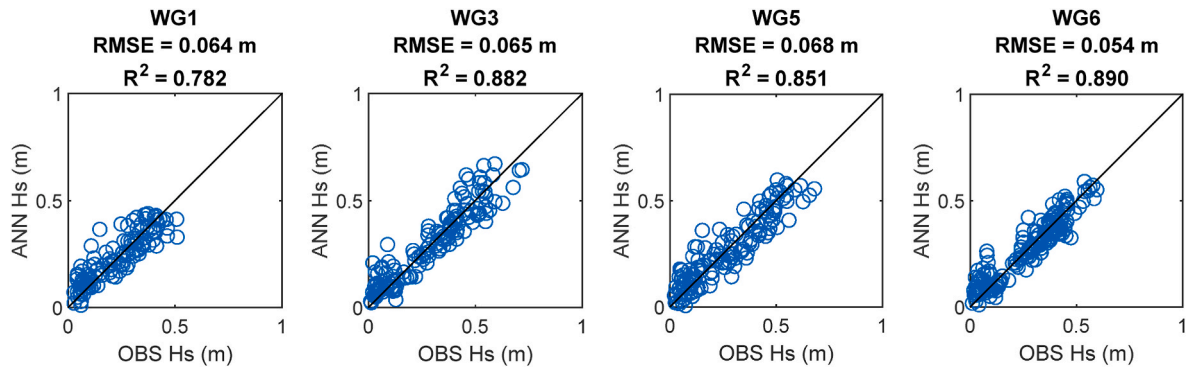 WG1
RMSE = 0.064 m
R² = 0.782
1
0.5
0
ANN Hs (m)
0
0.5
1
OBS Hs (m)
WG3
RMSE = 0.065 m
R² = 0.882
1
0.5
0
ANN Hs (m)
0
0.5
1
OBS Hs (m)
WG5
RMSE = 0.068 m
R² = 0.851
1
0.5
0
ANN Hs (m)
0
0.5
1
OBS Hs (m)
WG6
RMSE = 0.054 m
R² = 0.890
1
0.5
0
ANN Hs (m)
0
0.5
1
OBS Hs (m)